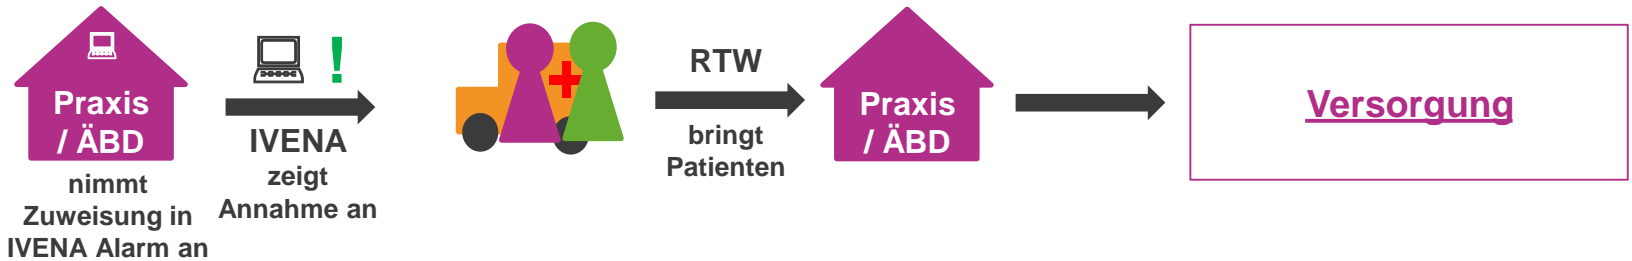 Praxis
/ ÄBD
nimmt
Zuweisung in
IVENA Alarm an
!
IVENA
zeigt
Annahme an
RTW
bringt
Patienten
Praxis
/ ÄBD
Versorgung